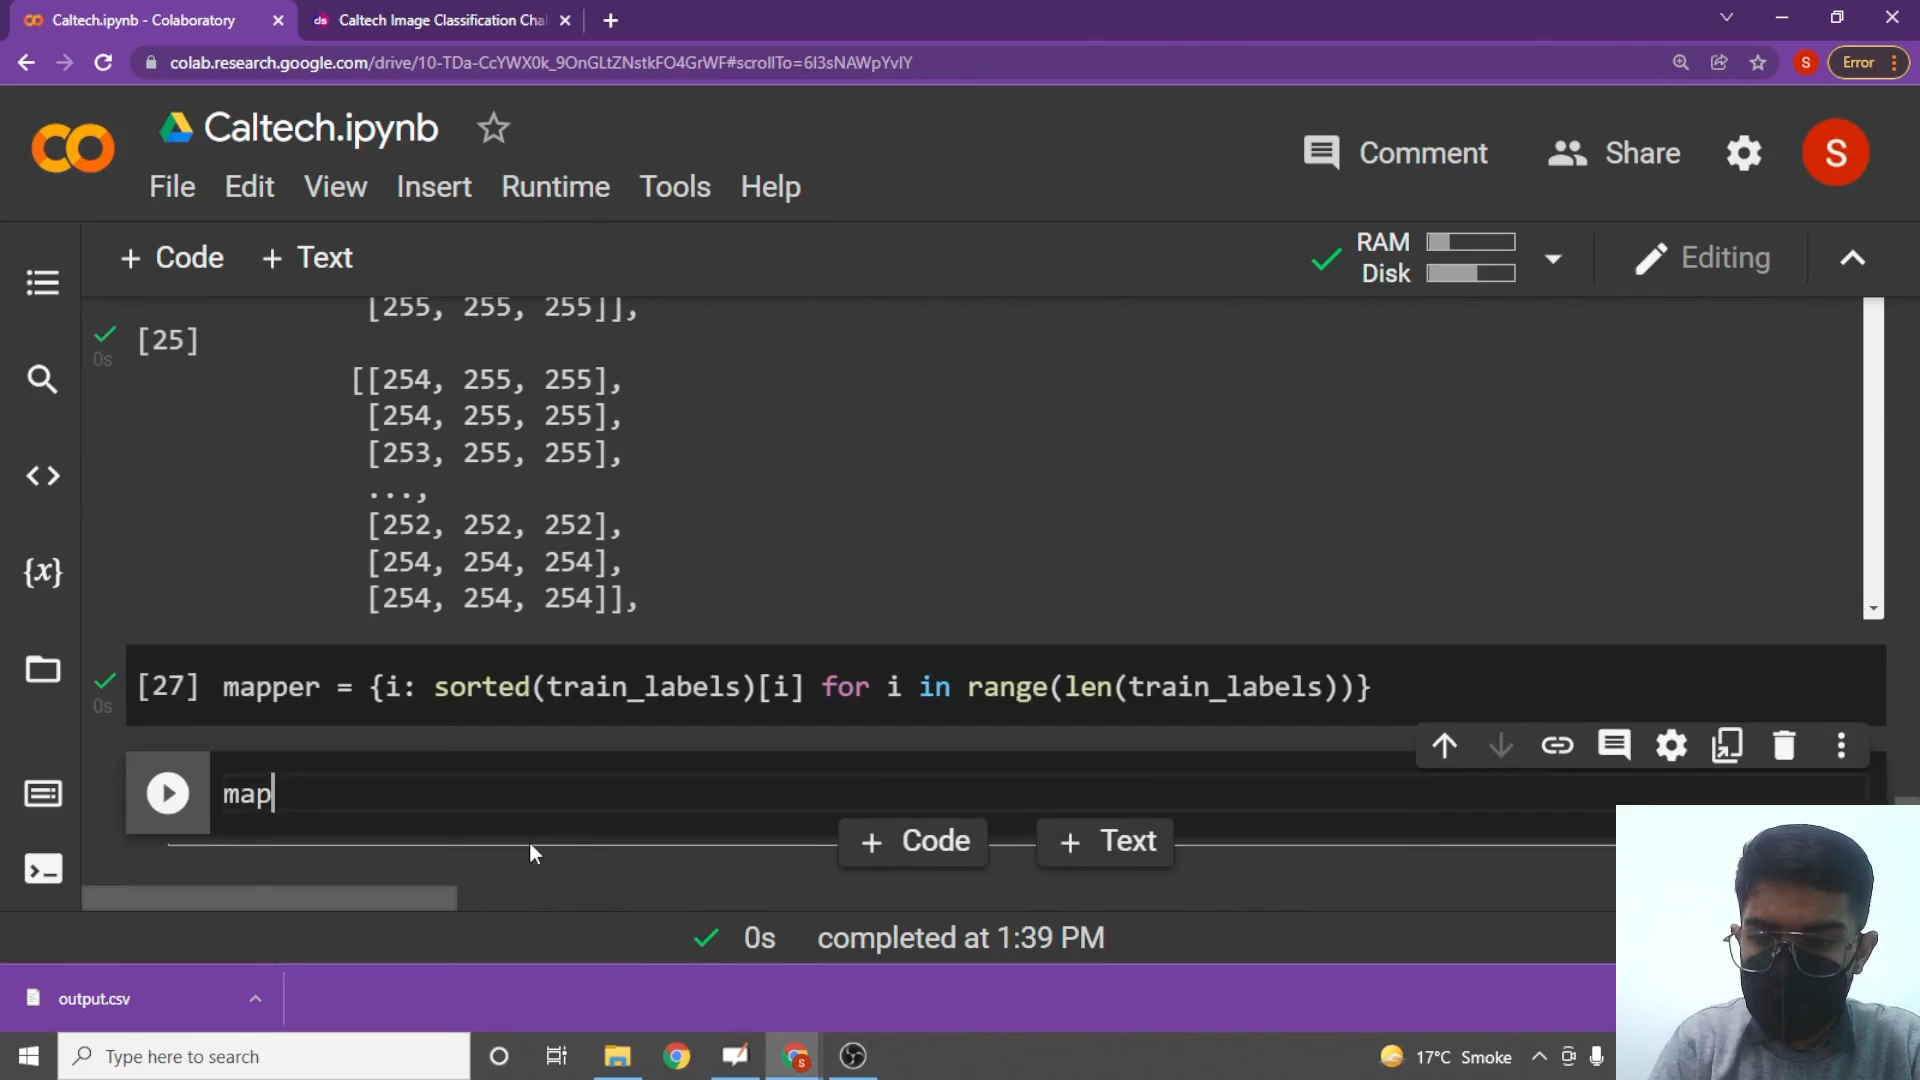 Caltech.ipynb - Colaboratory
Caltech Image Classification Cha
colab.research.google.com/drive/10-TDa-CcYWX0k_9OnGLtZNstkFO4GrWF#scrollTo=6I3sNAWpYvIY
S
Error
Caltech.ipynb
Comment
Share
S
File Edit View Insert Runtime Tools Help
+ Code + Text
RAM
Disk
Editing
[255, 255, 255]],
[25]
0s
[[254, 255, 255],
[254, 255, 255],
[253, 255, 255],
...,
[252, 252, 252],
[254, 254, 254],
[254, 254, 254]],
[27] mapper = {i: sorted(train_labels)[i] for i in range(len(train_labels))}
0s
map
+ Code + Text
0s completed at 1:39 PM
output.csv
Type here to search
S
17°C Smoke